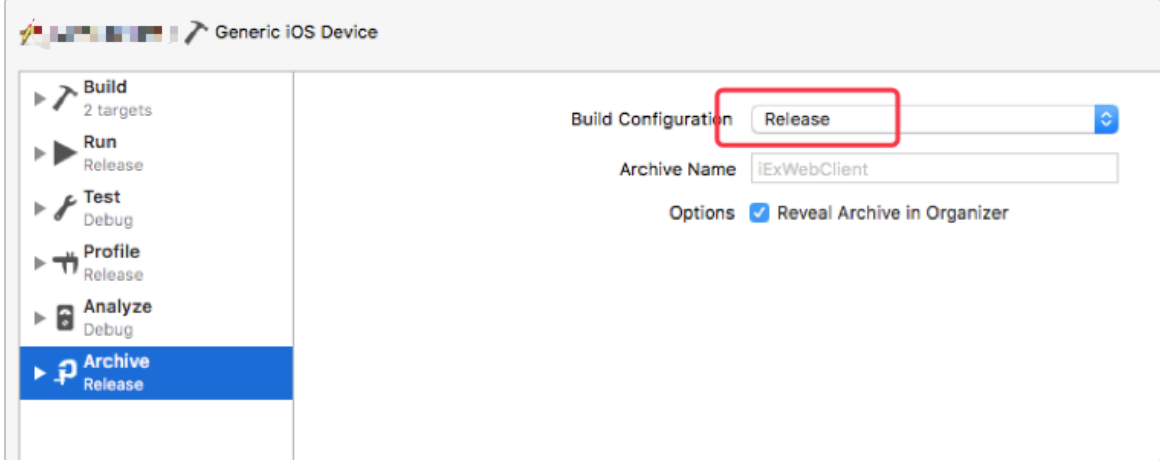 Generic iOS Device
Build
2 targets
Run
Release
Test
Debug
Profile
Release
Analyze
Debug
Archive
Release
Build Configuration Release
Archive Name iExWebClient
Options Reveal Archive in Organizer